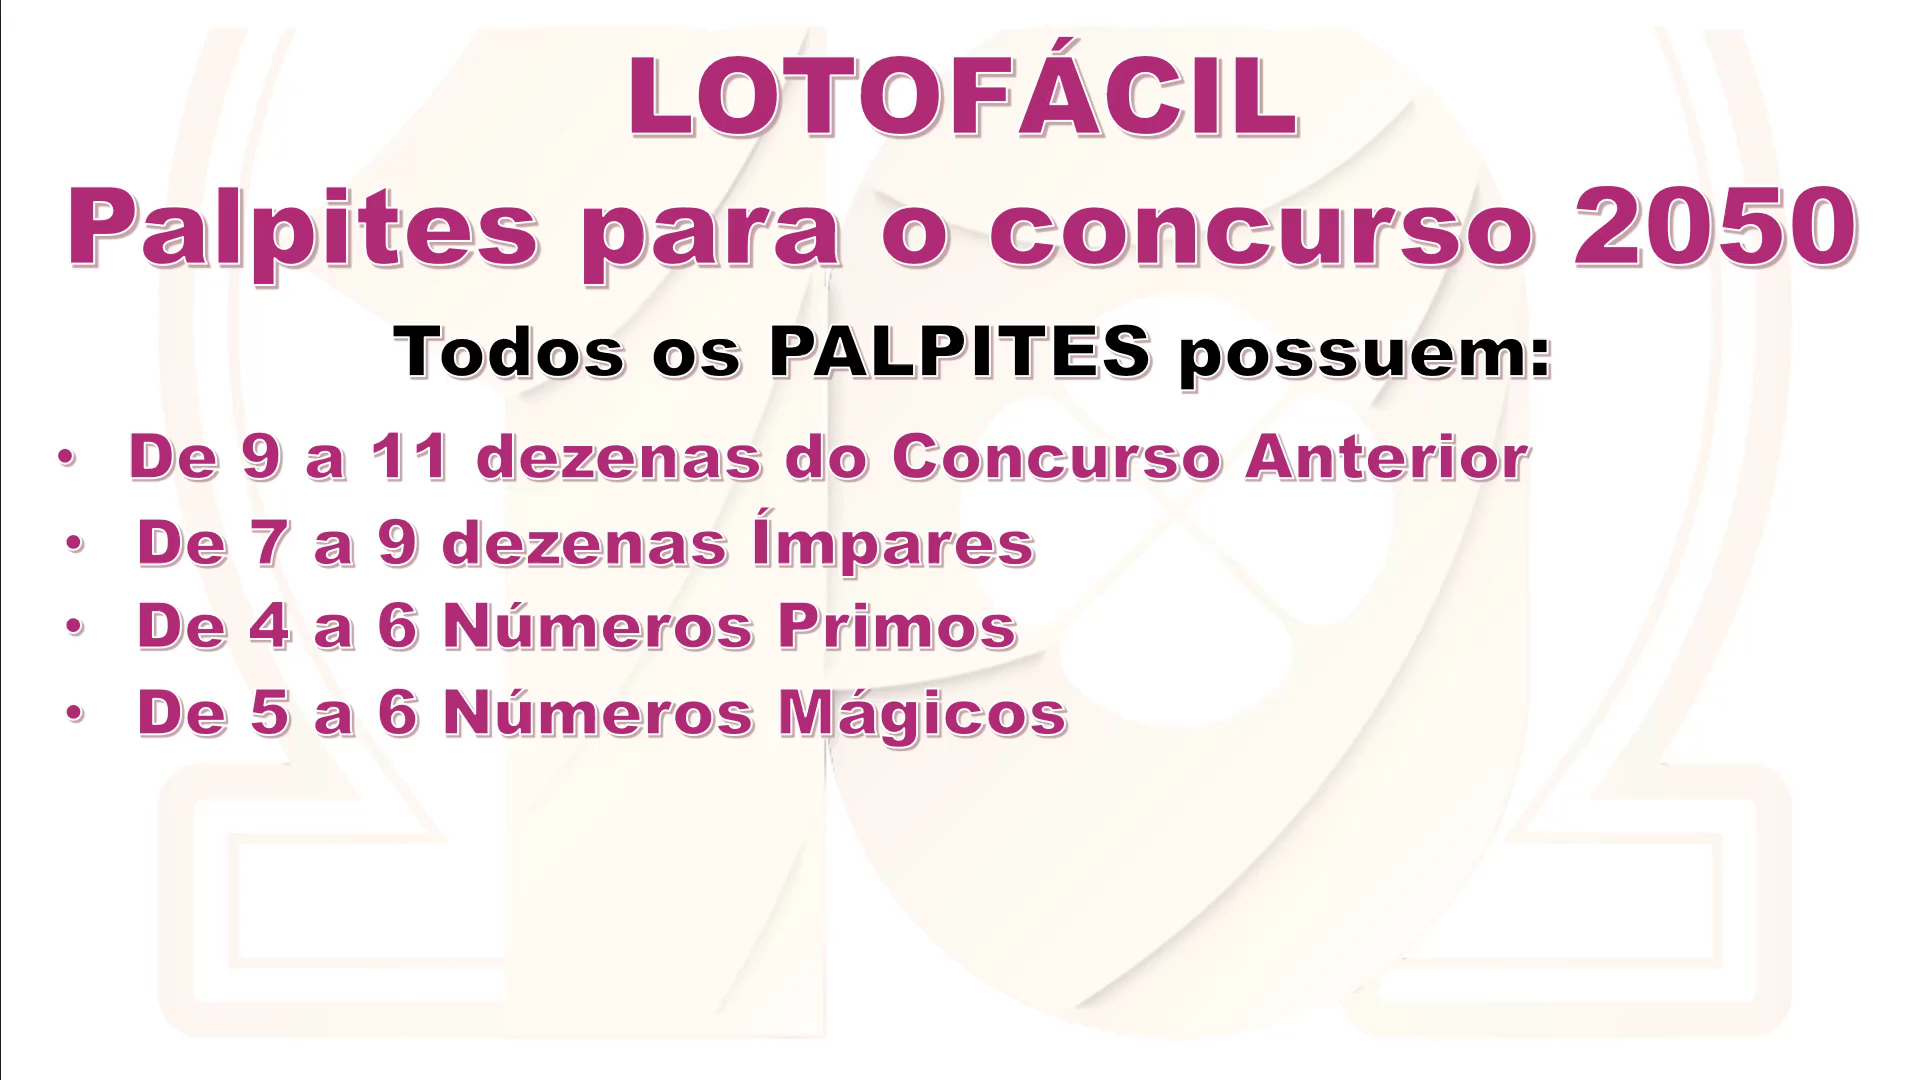 LOTOFÁCIL
Palpites para o concurso 2050
Todos os PALPITES possuem:
• De 9 a 11 dezenas do Concurso Anterior
• De 7 a 9 dezenas Ímpares
• De 4 a 6 Números Primos
• De 5 a 6 Números Mágicos